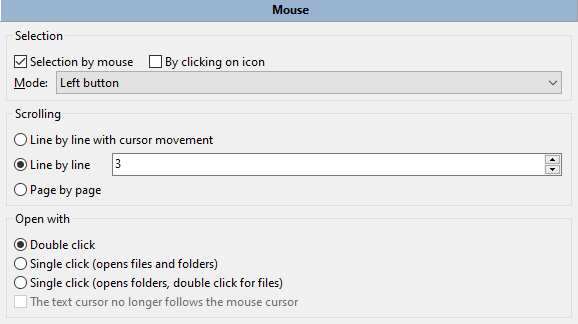 Mouse
Selection
Selection by mouse By clicking on icon
Mode: Left button
Scrolling
Line by line with cursor movement
Line by line 3
Page by page
Open with
Double click
Single click (opens files and folders)
Single click (opens folders, double click for files)
The text cursor no longer follows the mouse cursor